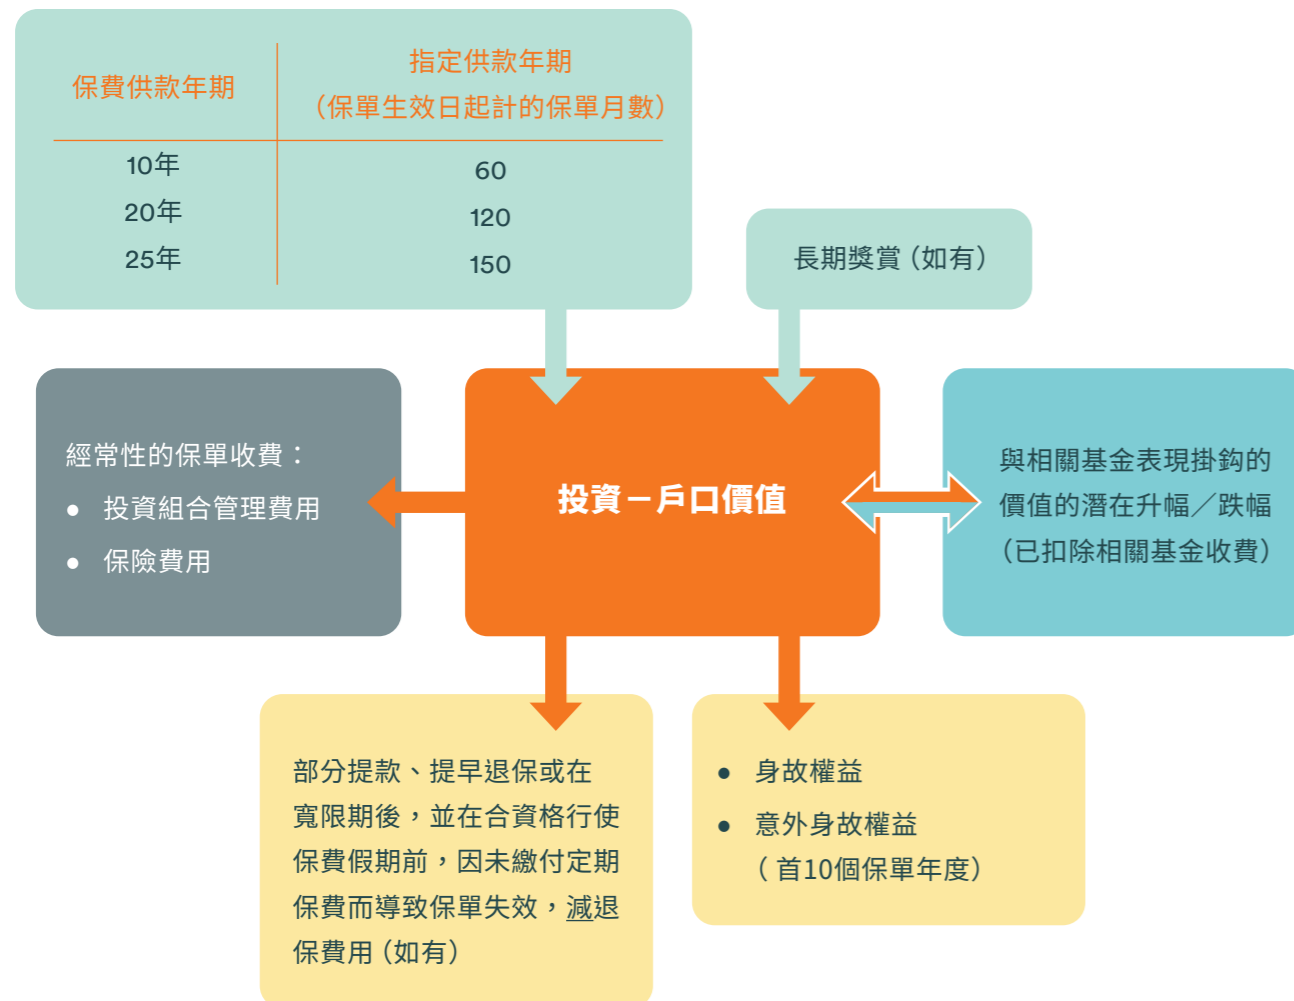 保費供款年期
指定供款年期
（保單生效日起計的保單月數）
10年
60
20年
120
25年
150
長期獎賞（如有）
經常性的保單收費：
● 投資組合管理費用
● 保險費用
投資－戶口價值
與相關基金表現掛鈎的
價值的潛在升幅／跌幅
（已扣除相關基金收費）
部分提款、提早退保或在
寬限期後，並在合資格行使
保費假期前，因未繳付定期
保費而導致保單失效，減退
保費用（如有）
● 身故權益
● 意外身故權益
（ 首10個保單年度）